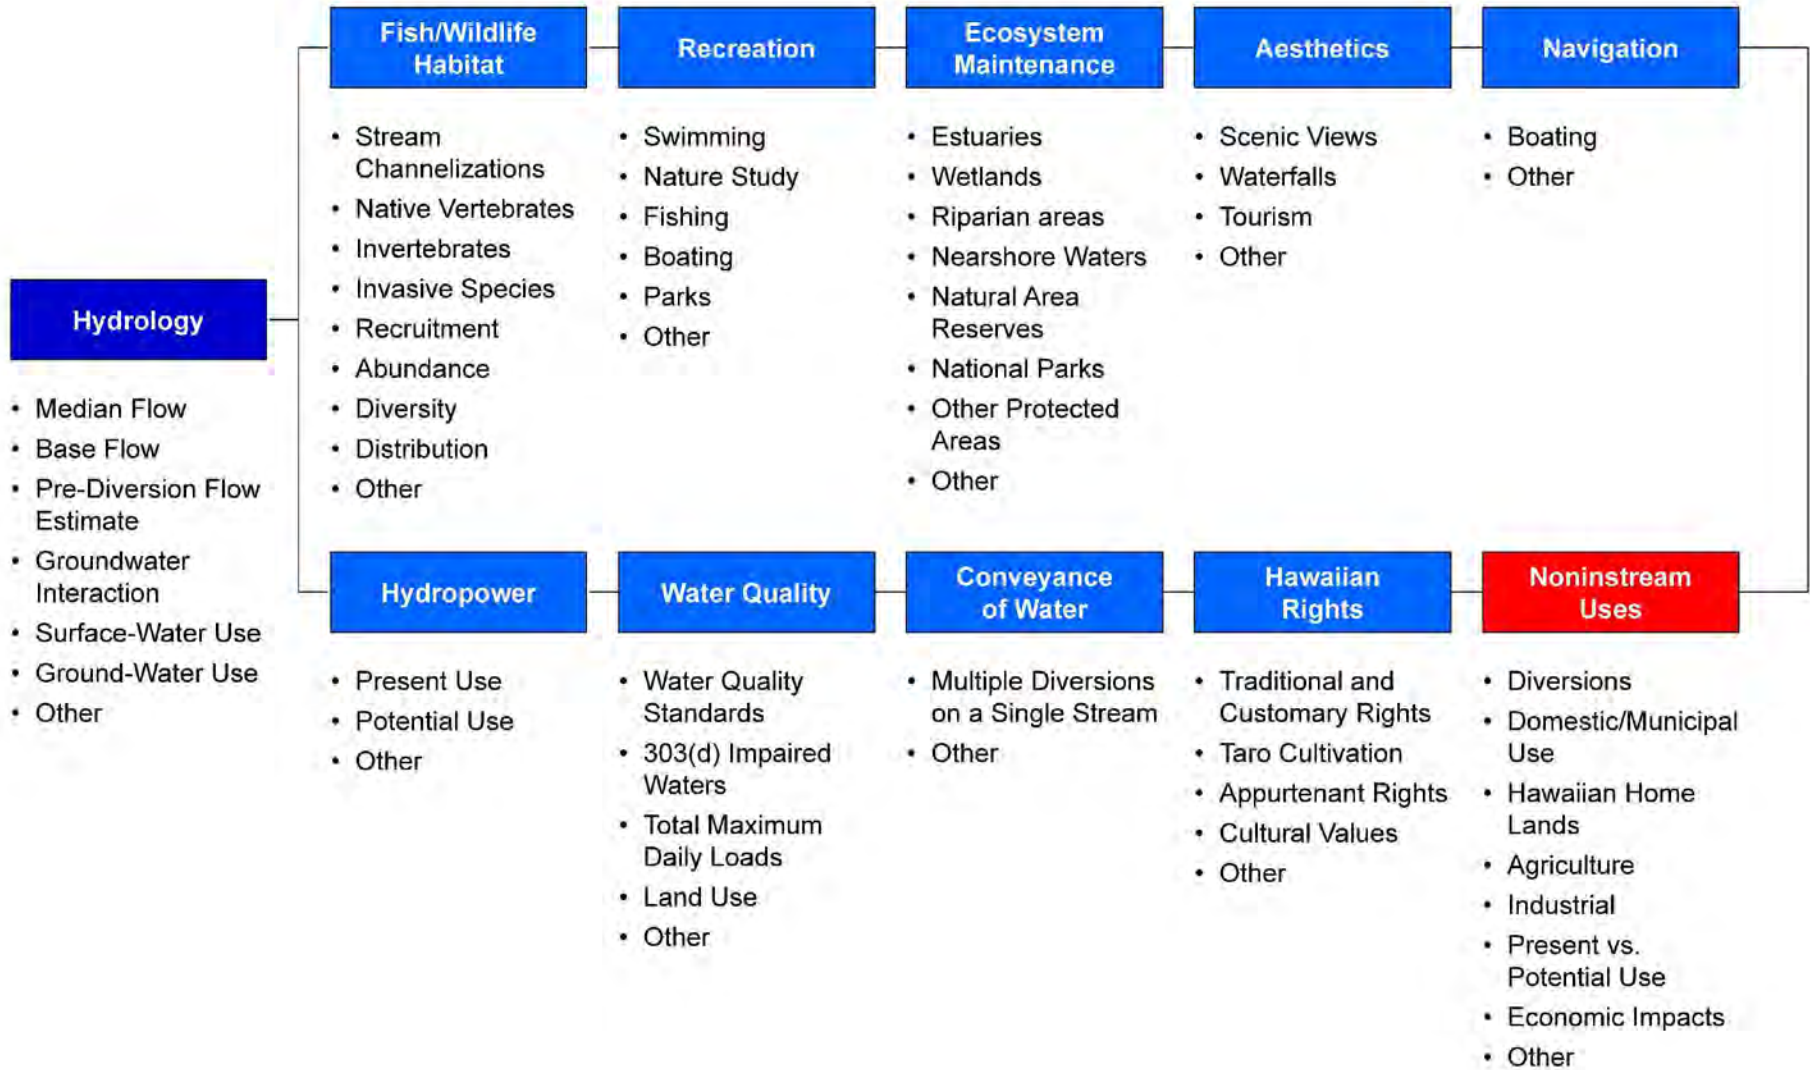 Hydrology
• Median Flow
• Base Flow
• Pre-Diversion Flow
Estimate
• Groundwater
Interaction
• Surface-Water Use
• Ground-Water Use
• Other
Fish/Wildlife
Habitat
• Stream
Channelizations
• Native Vertebrates
• Invertebrates
• Invasive Species
• Recruitment
• Abundance
• Diversity
• Distribution
• Other
Recreation
• Swimming
• Nature Study
• Fishing
• Boating
• Parks
• Other
Ecosystem
Maintenance
• Estuaries
• Wetlands
• Riparian areas
• Nearshore Waters
• Natural Area
Reserves
• National Parks
• Other Protected
Areas
• Other
Aesthetics
• Scenic Views
• Waterfalls
• Tourism
• Other
Navigation
• Boating
• Other
Hydropower
• Present Use
• Potential Use
• Other
Water Quality
• Water Quality
Standards
• 303(d) Impaired
Waters
• Total Maximum
Daily Loads
• Land Use
• Other
Conveyance
of Water
• Multiple Diversions
on a Single Stream
• Other
Hawaiian
Rights
• Traditional and
Customary Rights
• Taro Cultivation
• Appurtenant Rights
• Cultural Values
• Other
Noninstream
Uses
• Diversions
• Domestic/Municipal
Use
• Hawaiian Home
Lands
• Agriculture
• Industrial
• Present vs.
Potential Use
• Economic Impacts
• Other